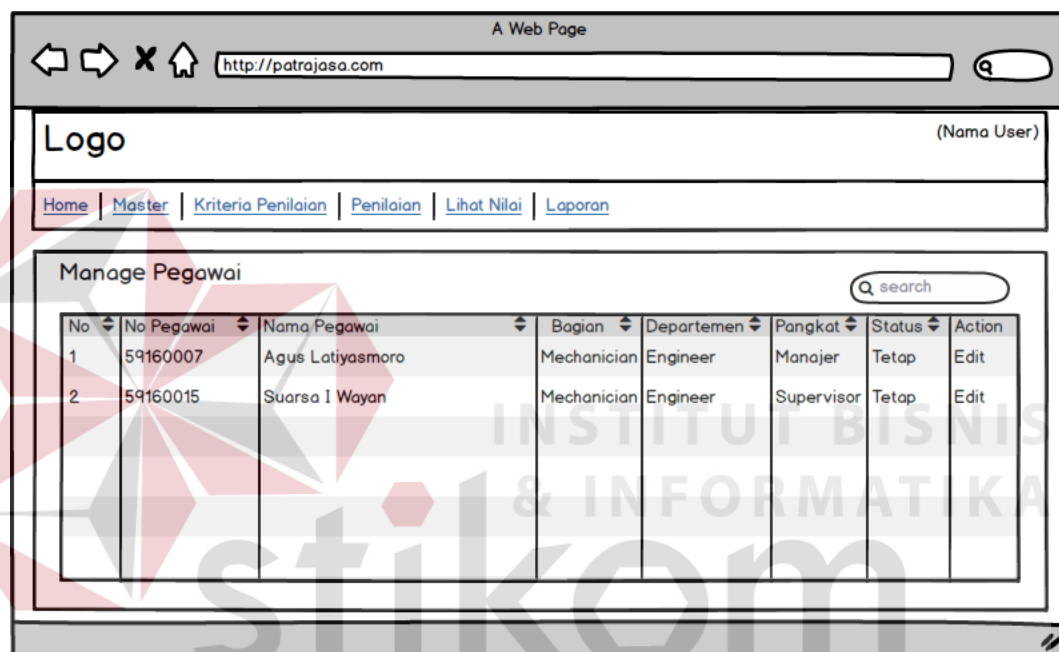 A Web Page
http://patrajasa.com
Logo
(Nama User)
Home | Master | Kriteria Penilaian | Penilaian | Lihat Nilai | Laporan
Manage Pegawai
search
No No Pegawai Nama Pegawai Bagian Departemen Pangkat Status Action
1 59160007 Agus Latiyasmoro Mechanician Engineer Manajer Tetap Edit
2 59160015 Suarsa I Wayan Mechanician Engineer Supervisor Tetap Edit
INSTITUT BISNIS
& INFORMATIKA
stikom